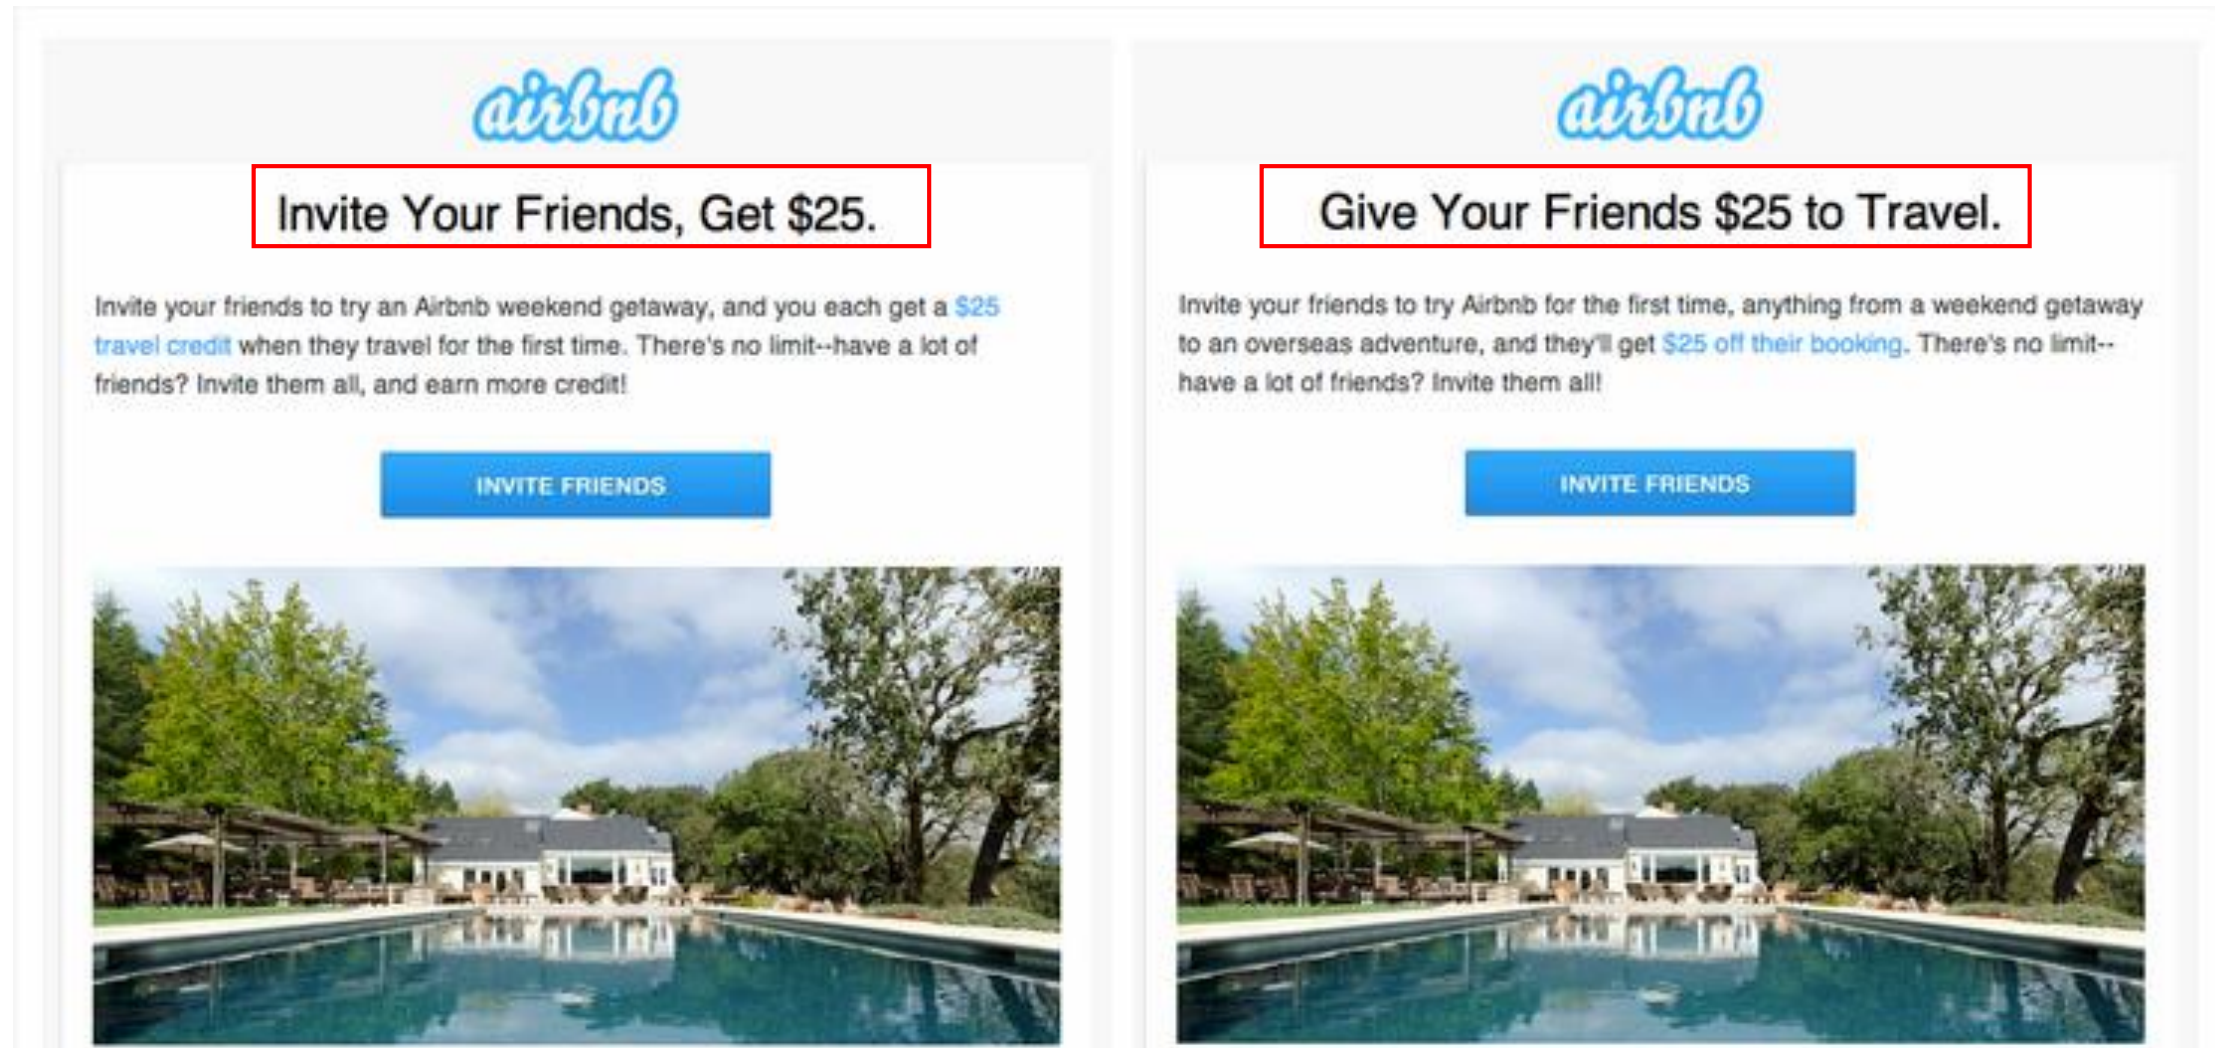 airbnb
Invite Your Friends, Get $25.
Invite your friends to try an Airbnb weekend getaway, and you each get a $25
travel credit when they travel for the first time. There's no limit--have a lot of
friends? Invite them all, and earn more credit!
INVITE FRIENDS
airbnb
Give Your Friends $25 to Travel.
Invite your friends to try Airbnb for the first time, anything from a weekend getaway
to an overseas adventure, and they'll get $25 off their booking. There's no limit--
have a lot of friends? Invite them all!
INVITE FRIENDS